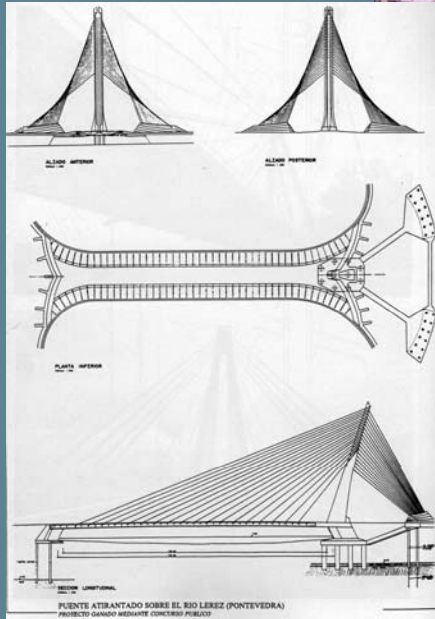 ALZADO ANTERIOR
ALZADO POSTERIOR
PLANTA INFERIOR
SECCION LONGITUDINAL
PUENTE ATIRANTADO SOBRE EL RIO LEREZ (PONTEVEDRA)
PROYECTO GANADO MEDIANTE CONCURSO PUBLICO